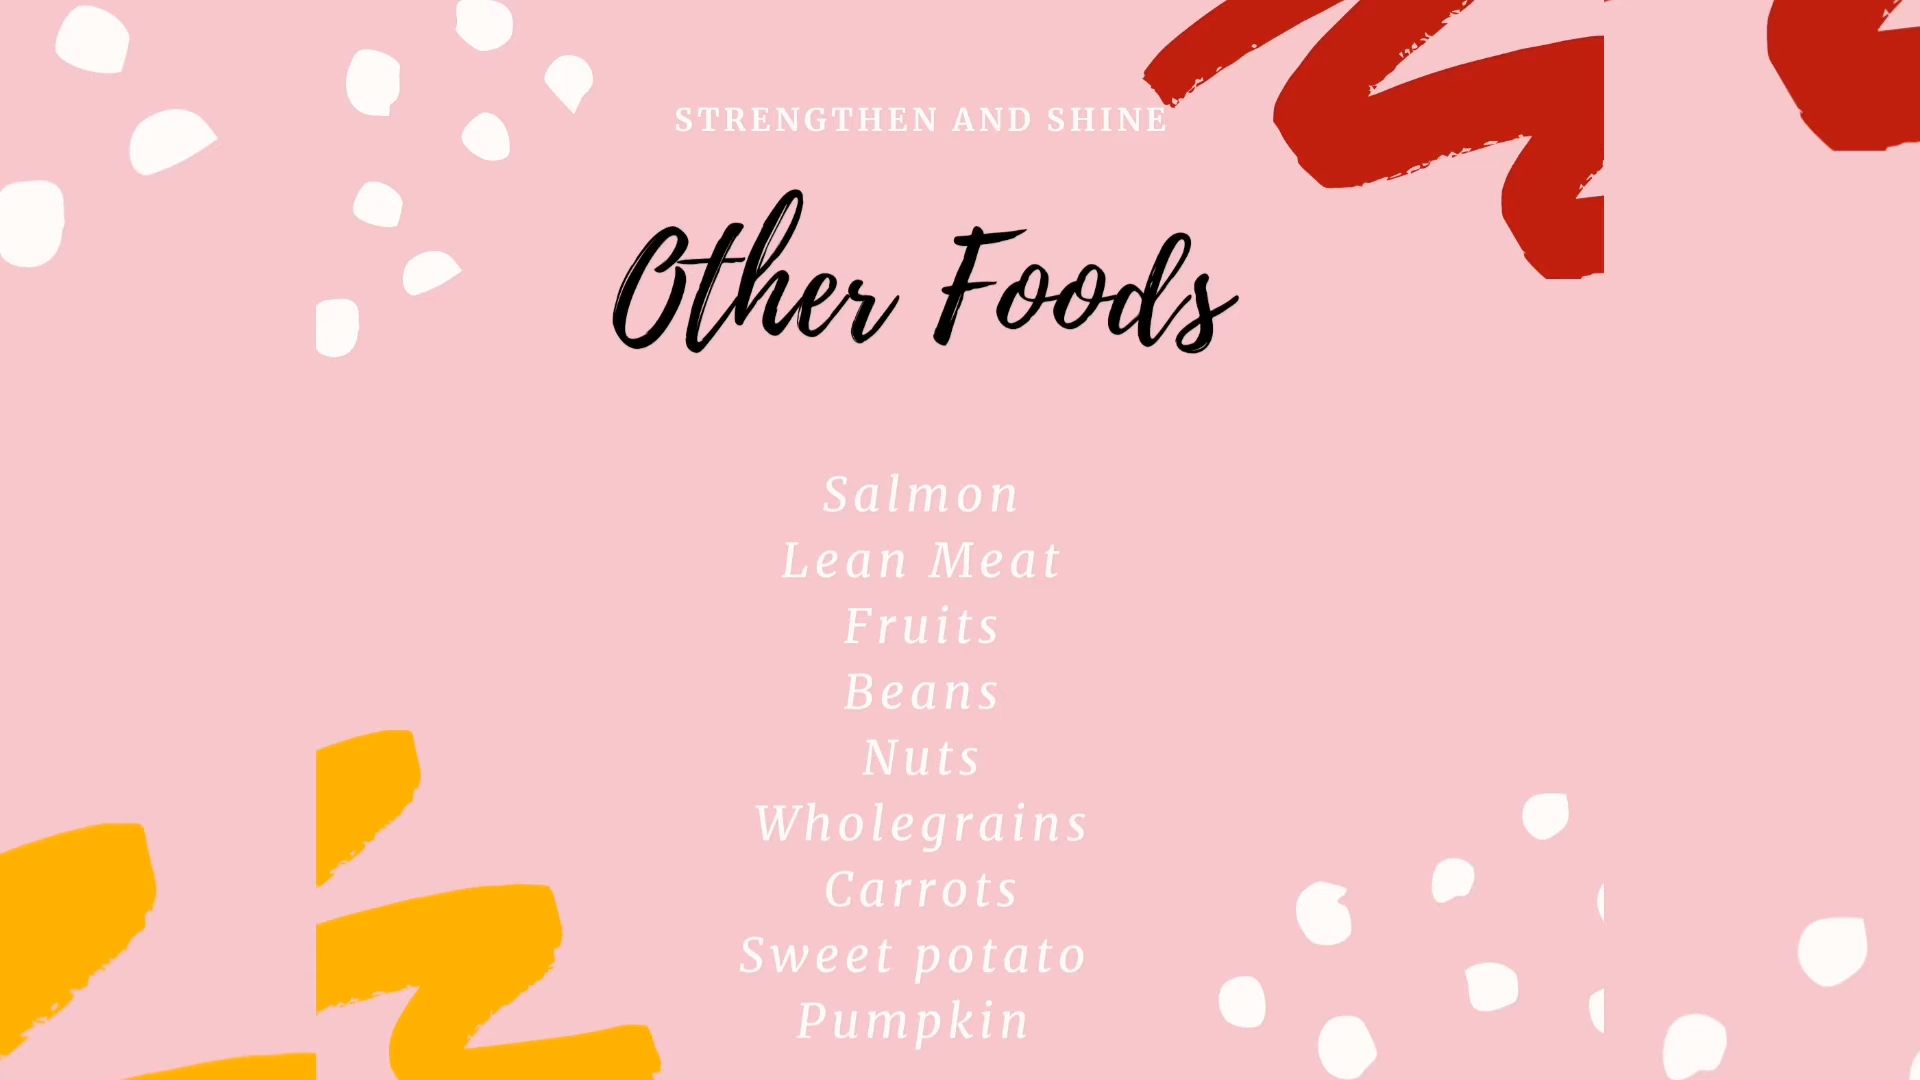 STRENGTHEN AND SHINE
Other Foods
Salmon
Lean Meat
Fruits
Beans
Nuts
Wholegrains
Carrots
Sweet potato
Pumpkin